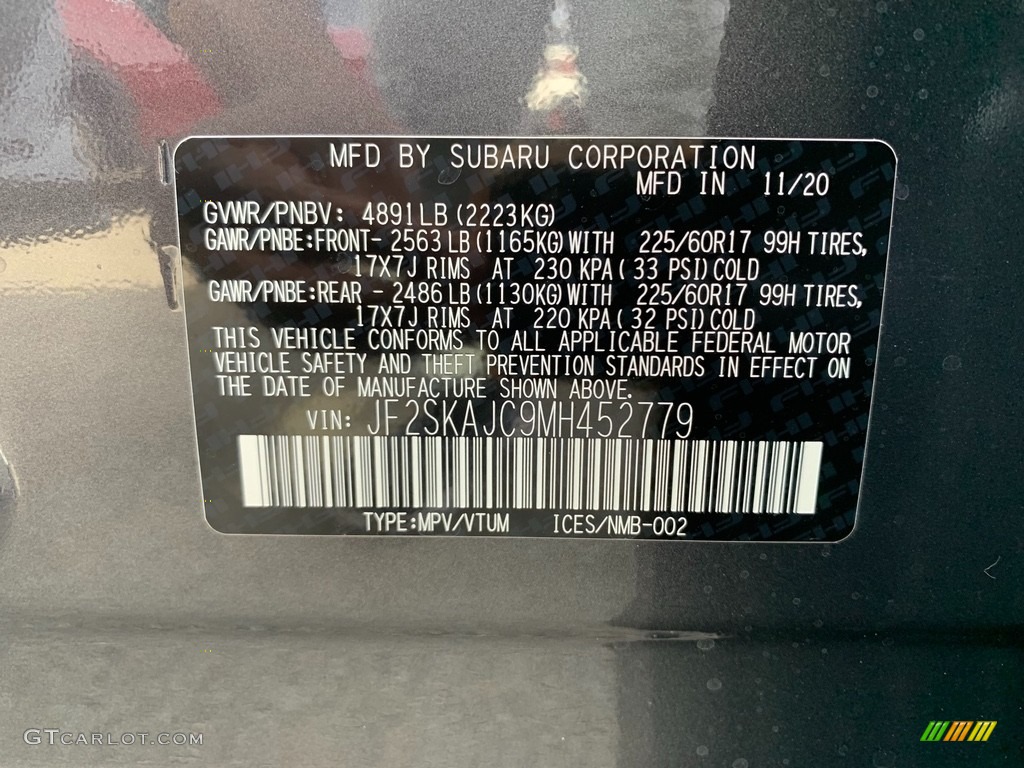 MFD BY SUBARU CORPORATION
MFD IN 11/20
GVWR/PNBV: 4891LB (2223KG)
GAWR/PNBE:FRONT- 2563 LB (1165KG) WITH 225/60R17 99H TIRES,
17X7J RIMS AT 230 KPA ( 33 PSI) COLD
GAWR/PNBE:REAR - 2486 LB (1130KG) WITH 225/60R17 99H TIRES,
17X7J RIMS AT 220 KPA ( 32 PSI) COLD
THIS VEHICLE CONFORMS TO ALL APPLICABLE FEDERAL MOTOR
VEHICLE SAFETY AND THEFT PREVENTION STANDARDS IN EFFECT ON
THE DATE OF MANUFACTURE SHOWN ABOVE.
VIN: JF2SKAJC9MH452779
TYPE:MPV/VTUM ICES/NMB-002
GTCARLOT.COM